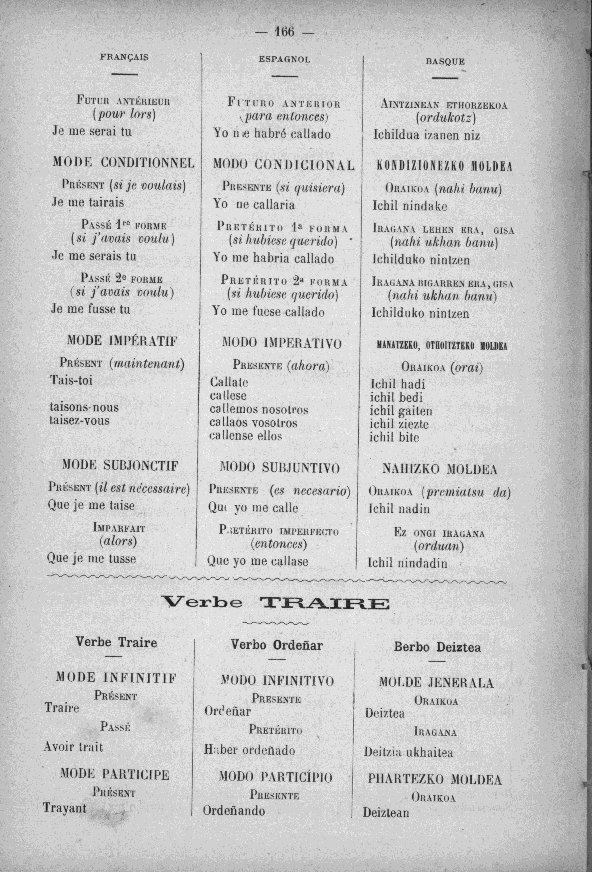 — 166 —
FRANÇAIS
FUTUR ANTÉRIEUR
(pour lors)
Je me serai tu
MODE CONDITIONNEL
PRÉSENT (si je voulais)
Je me tairais
PASSÉ 1re FORME
(si j'avais voulu)
Je me serais tu
PASSÉ 2e FORME
(si j'avais voulu)
Je me fusse tu
MODE IMPÉRATIF
PRÉSENT (maintenant)
Tais-toi
taisons-nous
taisez-vous
MODE SUBJONCTIF
PRÉSENT (il est nécessaire)
Que je me taise
IMPARFAIT
(alors)
Que je me tusse
ESPAGNOL
FUTURO ANTERIOR
(para entonces)
Yo me habré callado
MODO CONDICIONAL
PRESENTE (si quisiera)
Yo me callaria
PRETÉRITO 1a FORMA
(si hubiese querido)
Yo me habria callado
PRETÉRITO 2a FORMA
(si hubiese querido)
Yo me fuese callado
MODO IMPERATIVO
PRESENTE (ahora)
Callate
callese
callemos nosotros
callaos vosotros
callense ellos
MODO SUBJUNTIVO
PRESENTE (es necesario)
Que yo me calle
PRETÉRITO IMPERFECTO
(entonces)
Que yo me callase
BASQUE
AINTZINEAN ETHORZEKOA
(ordukotz)
Ichildua izanen niz
KONDIZIONEZKO MOLDEA
ORAIKOA (nahi banu)
Ichil nindake
IRAGANA LEHEN ERA, GISA
(nahi ukhan banu)
Ichilduko nintzen
IRAGANA BIGARREN ERA, GISA
(nahi ukhan banu)
Ichilduko nintzen
MANATZEKO, OTHOITZTEKO MOLDEA
ORAIKOA (orai)
Ichil hadi
ichil bedi
ichil gaiten
ichil ziezte
ichil bite
NAHIZKO MOLDEA
ORAIKOA (premiatsu da)
Ichil nadin
EZ ONGI IRAGANA
(orduan)
Ichil nindadin
Verbe TRAIRE
Verbe Traire
MODE INFINITIF
PRÉSENT
Traire
PASSÉ
Avoir trait
MODE PARTICIPE
PRÉSENT
Trayant
Verbo Ordeñar
MODO INFINITIVO
PRESENTE
Ordeñar
PRETÉRITO
Haber ordeñado
MODO PARTICÍPIO
PRESENTE
Ordeñando
Berbo Deiztea
MOLDE JENERALA
ORAIKOA
Deiztea
IRAGANA
Deitzia ukhaitea
PHARTEZKO MOLDEA
ORAIKOA
Deiztean